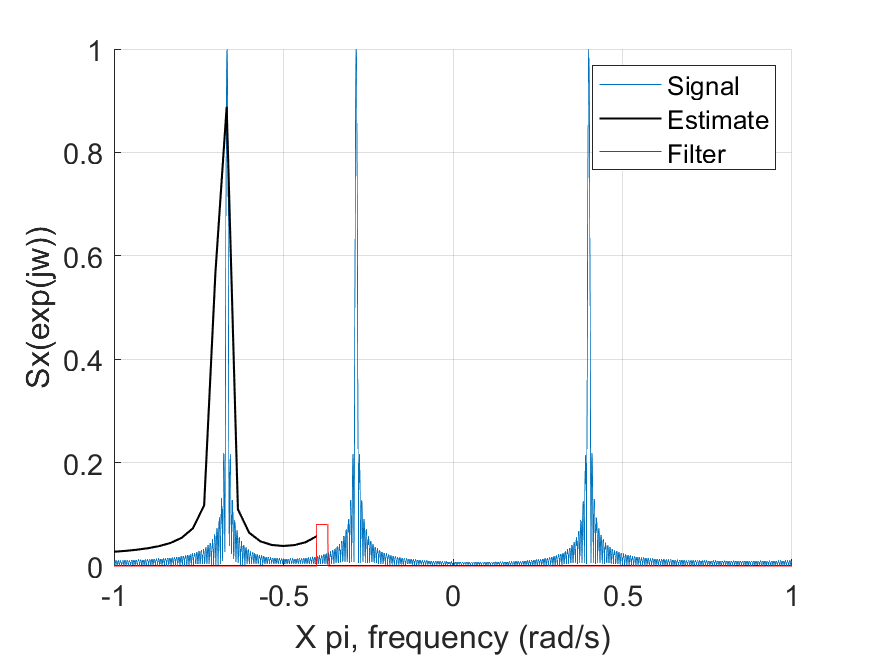 Signal
Estimate
Filter
1
0.8
0.6
0.4
0.2
0
-1
-0.5
0
0.5
1
Sx(exp(jw))
X pi, frequency (rad/s)